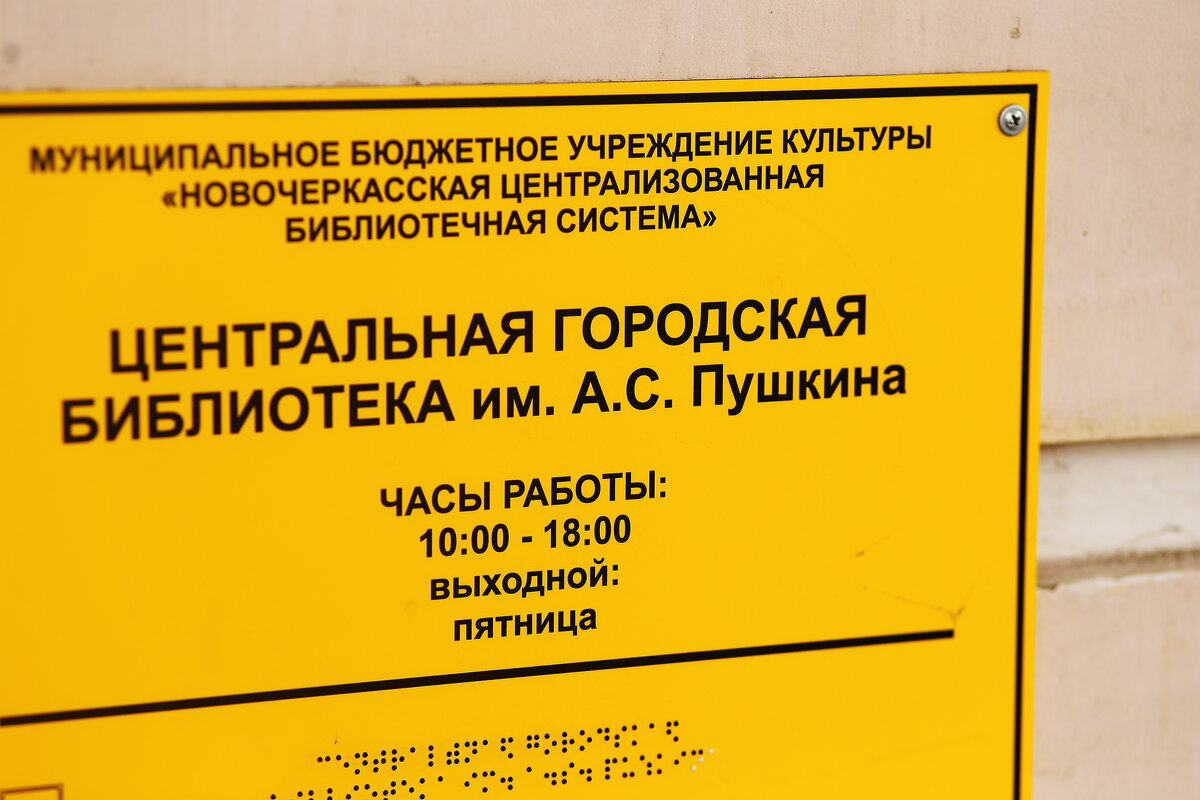 МУНИЦИПАЛЬНОЕ БЮДЖЕТНОЕ УЧРЕЖДЕНИЕ КУЛЬТУРЫ
«НОВОЧЕРКАССКАЯ ЦЕНТРАЛИЗОВАННАЯ
БИБЛИОТЕЧНАЯ СИСТЕМА»
ЦЕНТРАЛЬНАЯ ГОРОДСКАЯ
БИБЛИОТЕКА им. А.С. Пушкина
ЧАСЫ РАБОТЫ:
10:00 - 18:00
выходной:
пятница